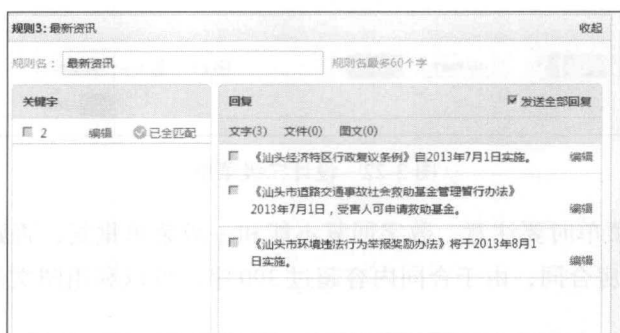 规则3: 最新资讯 收起
规则名: 最新资讯 规则名最多60个字
关键字
2 编辑 已全匹配
回复 发送全部回复
文字(3) 文件(0) 图文(0)
《汕头经济特区行政复议条例》自2013年7月1日实施。 编辑
《汕头市道路交通事故社会救助基金管理暂行办法》
2013年7月1日,受害人可申请救助基金。 编辑
《汕头市环境违法行为举报奖励办法》将于2013年8月1
日实施。 编辑